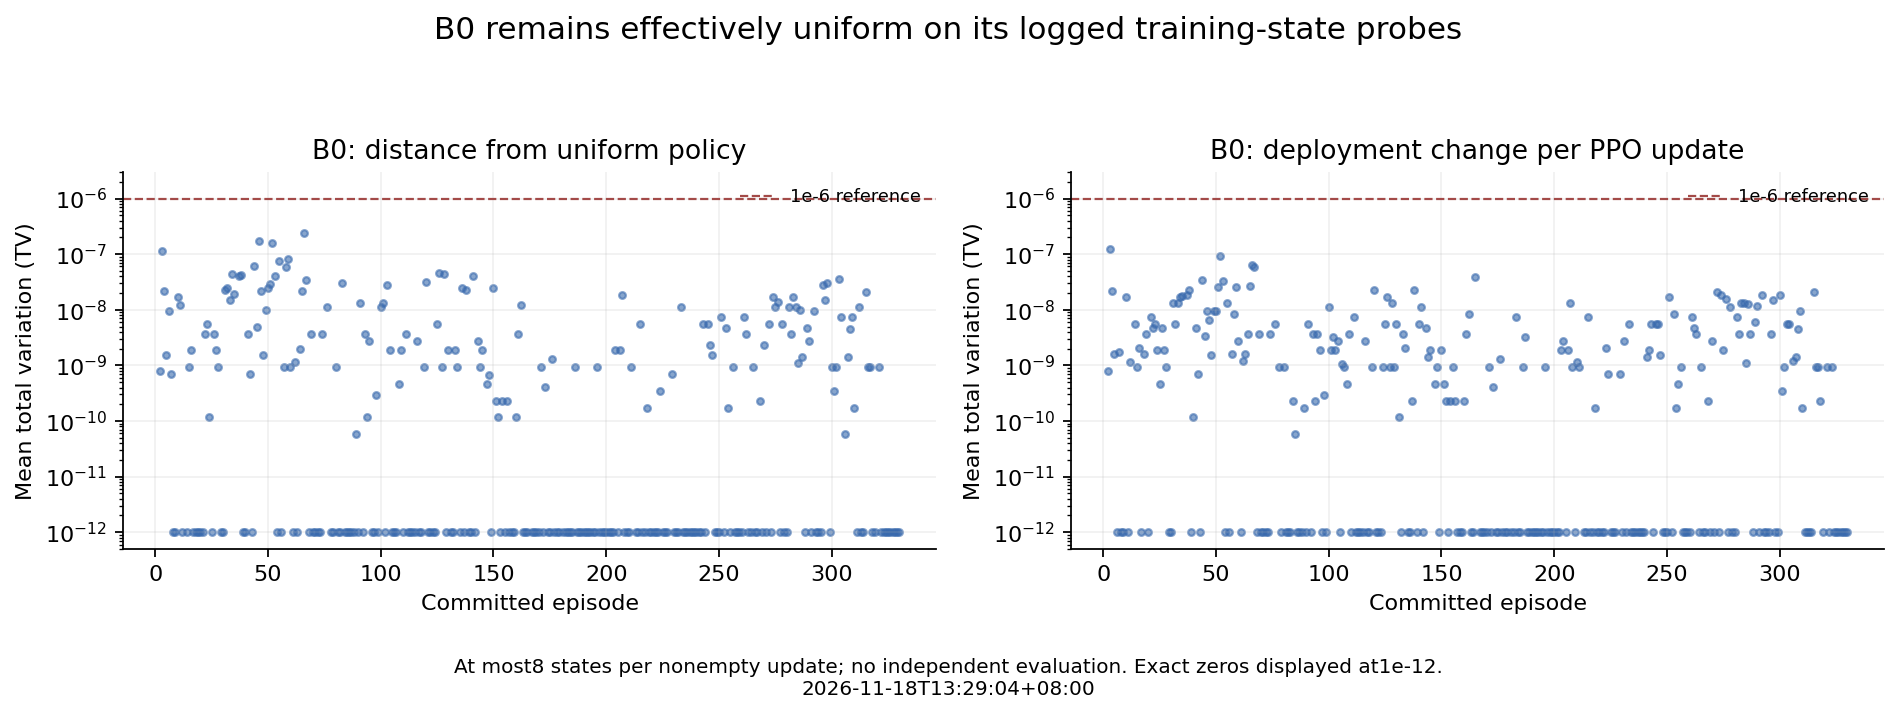 B0 remains effectively uniform on its logged training-state probes
B0: distance from uniform policy
Mean total variation (TV)
10⁻⁶
10⁻⁷
10⁻⁸
10⁻⁹
10⁻¹⁰
10⁻¹¹
10⁻¹²
1e-6 reference
0 50 100 150 200 250 300
Committed episode
B0: deployment change per PPO update
Mean total variation (TV)
10⁻⁶
10⁻⁷
10⁻⁸
10⁻⁹
10⁻¹⁰
10⁻¹¹
10⁻¹²
1e-6 reference
0 50 100 150 200 250 300
Committed episode
At most8 states per nonempty update; no independent evaluation. Exact zeros displayed at1e-12.
2026-11-18T13:29:04+08:00